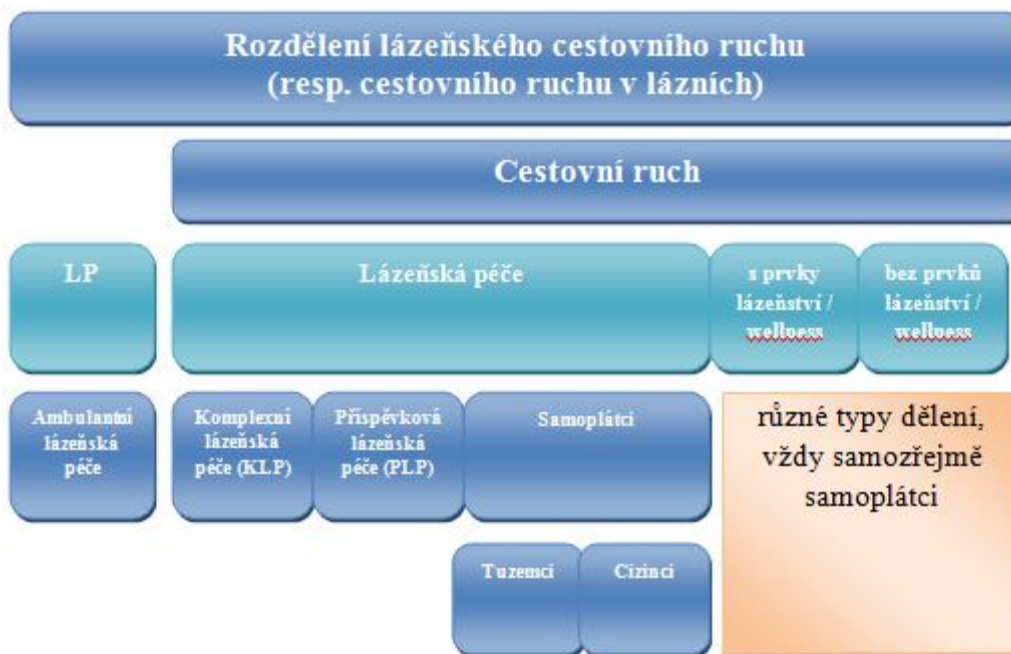 Rozdělení lázeňského cestovního ruchu
(resp. cestovního ruchu v lázních)
Cestovní ruch
LP
Lázeňská péče
s prvky
lázeňství /
wellness
bez prvků
lázeňství /
wellness
Ambulantní
lázeňská
péče
Komplexní
lázeňská
péče (KLP)
Příspěvková
lázeňská
péče (PLP)
Samoplátci
různé typy dělení,
vždy samozřejmě
samoplátci
Tuzemci
Cizinci